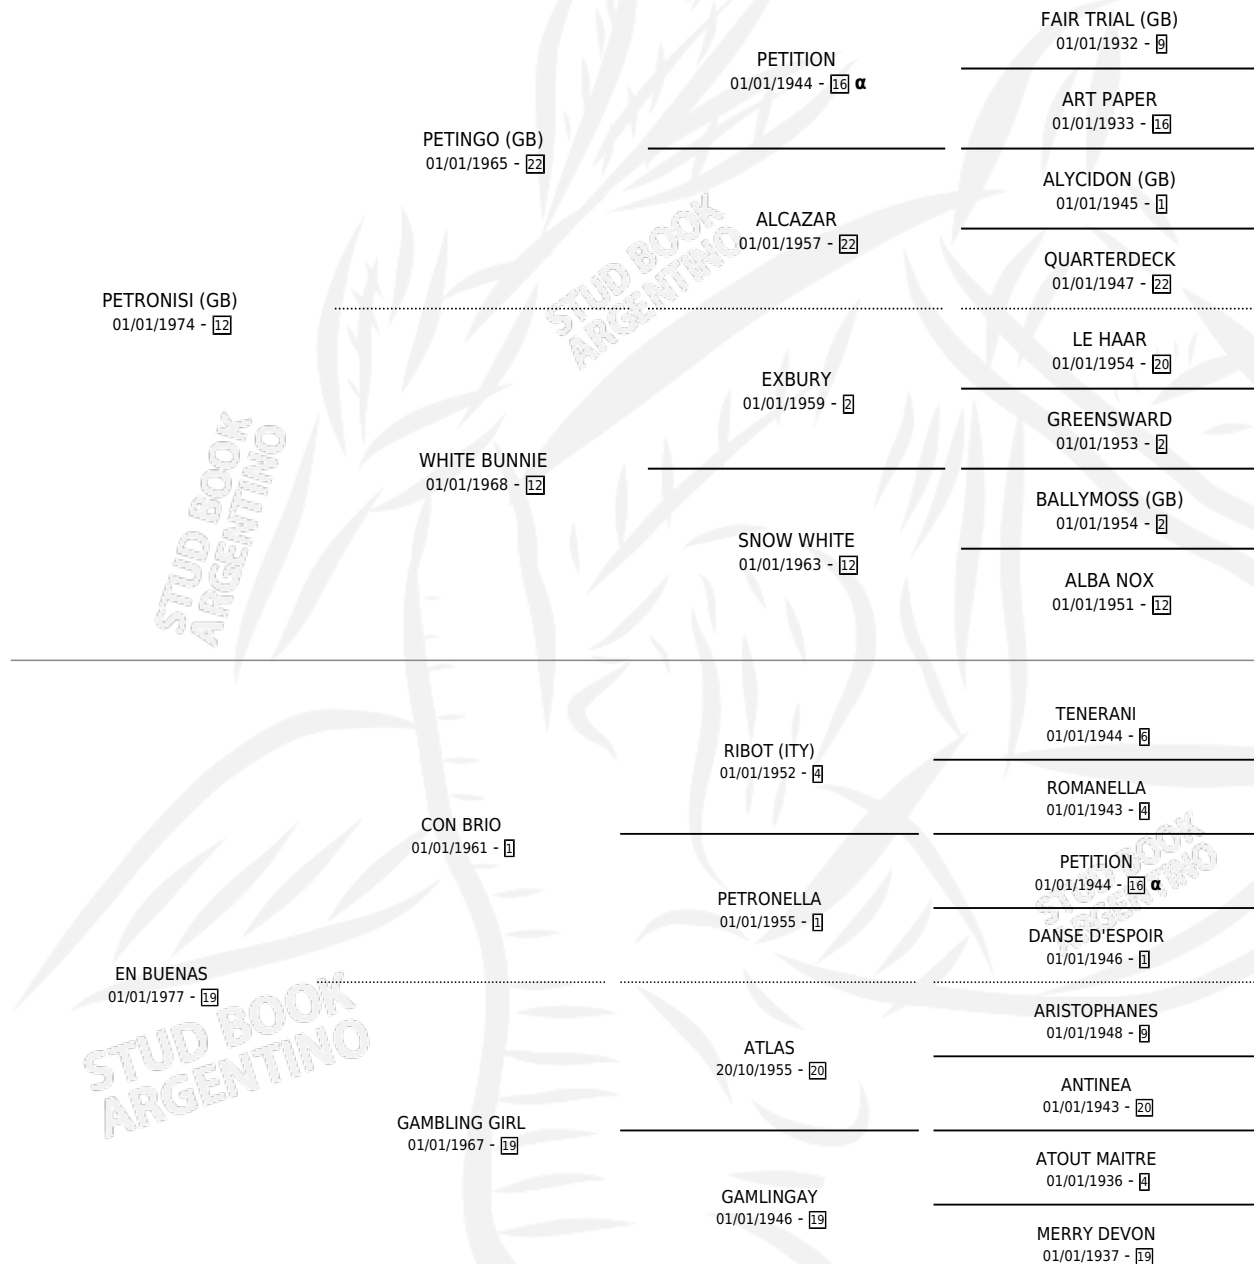 FAIR TRIAL (GB)
01/01/1932 - 9
PETITION
01/01/1944 - 16 α
ART PAPER
01/01/1933 - 16
PETINGO (GB)
01/01/1965 - 22
ALYCIDON (GB)
01/01/1945 - 1
ALCAZAR
01/01/1957 - 22
QUARTERDECK
01/01/1947 - 22
PETRONISI (GB)
01/01/1974 - 12
STUD BOOK
ARGENTINO
LE HAAR
01/01/1954 - 20
EXBURY
01/01/1959 - 2
GREENSWARD
01/01/1953 - 2
WHITE BUNNIE
01/01/1968 - 12
BALLYMOSS (GB)
01/01/1954 - 2
SNOW WHITE
01/01/1963 - 12
ALBA NOX
01/01/1951 - 12
STUD BOOK
ARGENTINO
TENERANI
01/01/1944 - 6
RIBOT (ITY)
01/01/1952 - 4
ROMANELLA
01/01/1943 - 4
CON BRIO
01/01/1961 - 1
PETITION
01/01/1944 - 16 α
STUD BOOK
ARGENTINO
PETRONELLA
01/01/1955 - 1
DANSE D'ESPOIR
01/01/1946 - 1
EN BUENAS
01/01/1977 - 19
STUD BOOK
ARGENTINO
ARISTOPHANES
01/01/1948 - 9
ATLAS
20/10/1955 - 20
ANTINEA
01/01/1943 - 20
GAMBLING GIRL
01/01/1967 - 19
ATOUT MAITRE
01/01/1936 - 4
GAMLINGAY
01/01/1946 - 19
MERRY DEVON
01/01/1937 - 19